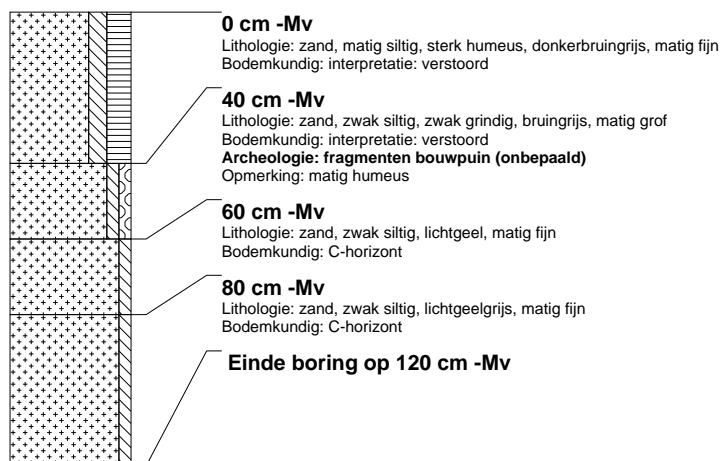 0 cm -Mv
Lithologie: zand, matig siltig, sterk humeus, donkerbruingrijs, matig fijn
Bodemkundig: interpretatie: verstoord
40 cm -Mv
Lithologie: zand, zwak siltig, zwak grindig, bruingrijs, matig grof
Bodemkundig: interpretatie: verstoord
Archeologie: fragmenten bouwpuin (onbepaald)
Opmerking: matig humeus
60 cm -Mv
Lithologie: zand, zwak siltig, lichtgeel, matig fijn
Bodemkundig: C-horizont
80 cm -Mv
Lithologie: zand, zwak siltig, lichtgeelgrijs, matig fijn
Bodemkundig: C-horizont
Einde boring op 120 cm -Mv